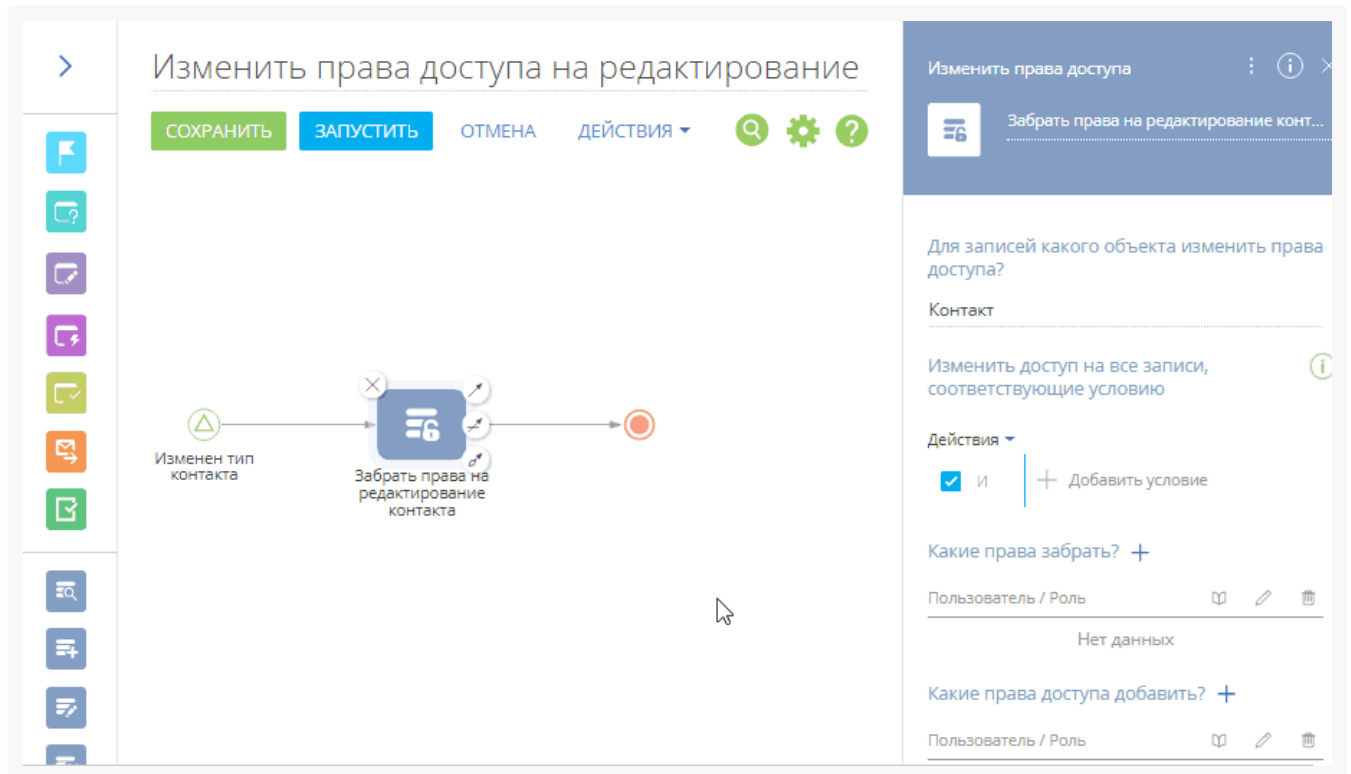 Изменить права доступа на редактирование
СОХРАНИТЬ ЗАПУСТИТЬ ОТМЕНА ДЕЙСТВИЯ
Изменен тип
контакта
Забрать права на
редактирование
контакта
Изменить права доступа
Забрать права на редактирование конт...
Для записей какого объекта изменить права
доступа?
Контакт
Изменить доступ на все записи,
соответствующие условию
Действия
И Добавить условие
Какие права забрать?
Пользователь / Роль
Нет данных
Какие права доступа добавить?
Пользователь / Роль